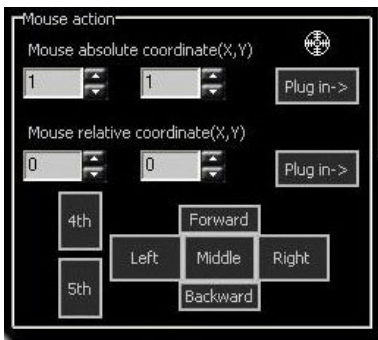 Mouse action
Mouse absolute coordinate(X,Y)
1 1 Plug in->
Mouse relative coordinate(X,Y)
0 0 Plug in->
4th Forward
Left Middle Right
5th Backward